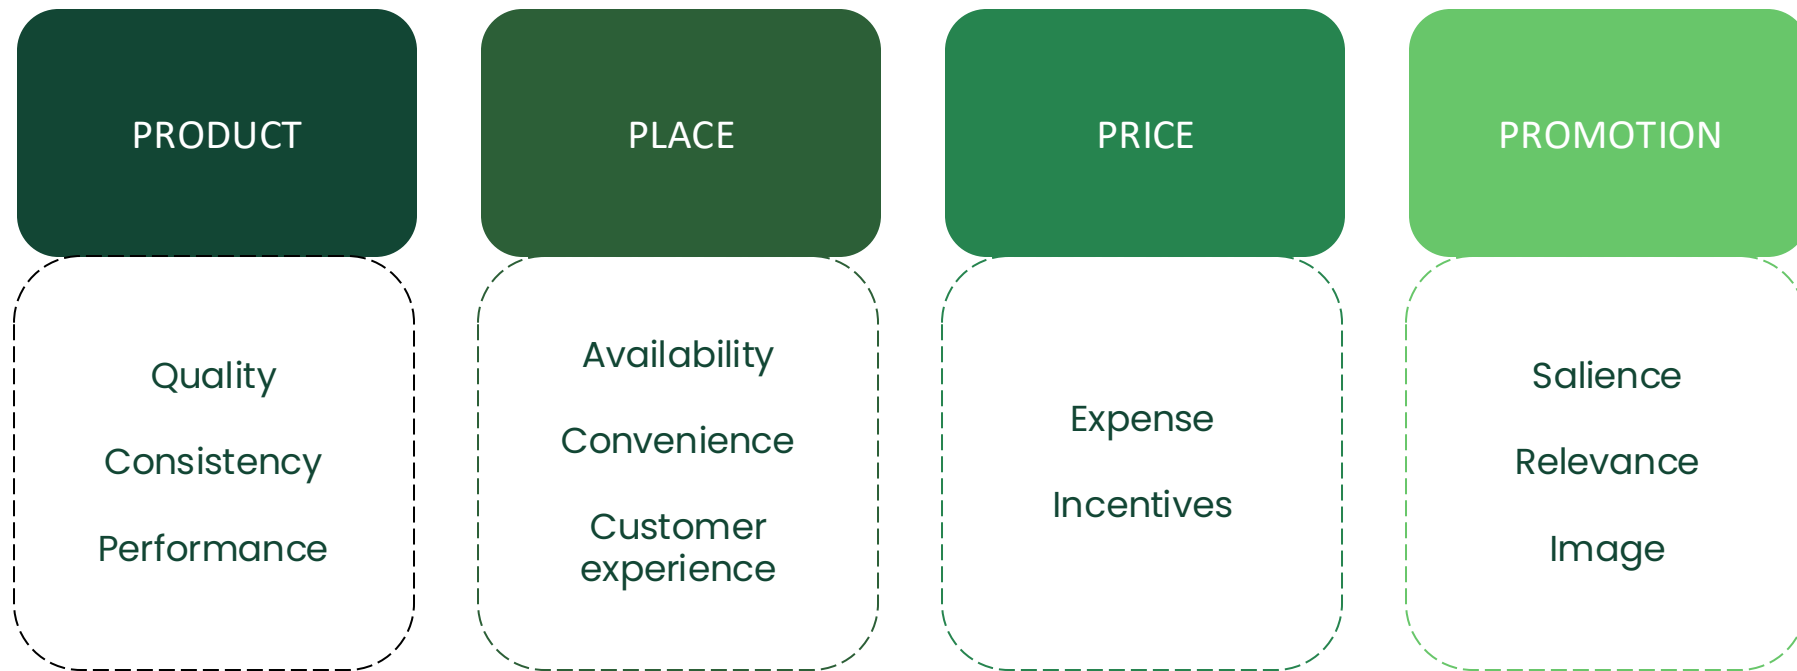 PRODUCT
Quality
Consistency
Performance
PLACE
Availability
Convenience
Customer
experience
PRICE
Expense
Incentives
PROMOTION
Salience
Relevance
Image